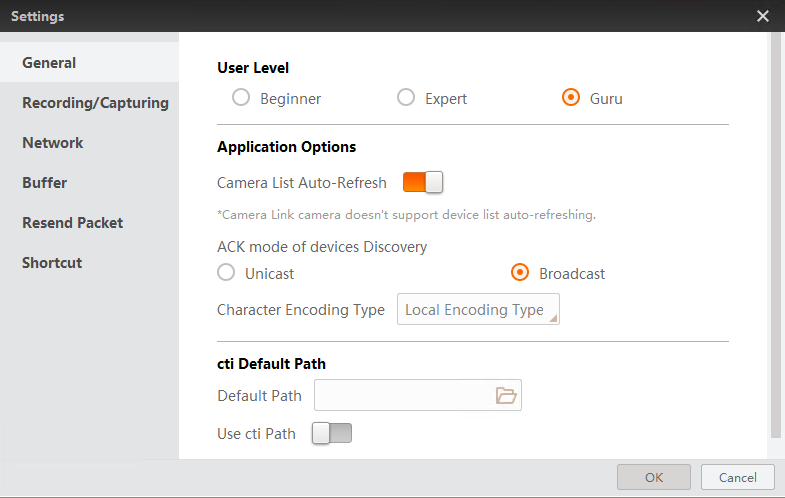 Settings
General
Recording/Capturing
Network
Buffer
Resend Packet
Shortcut
User Level
Beginner Expert Guru
Application Options
Camera List Auto-Refresh
*Camera Link camera doesn't support device list auto-refreshing.
ACK mode of devices Discovery
Unicast Broadcast
Character Encoding Type Local Encoding Type
cti Default Path
Default Path
Use cti Path
OK Cancel